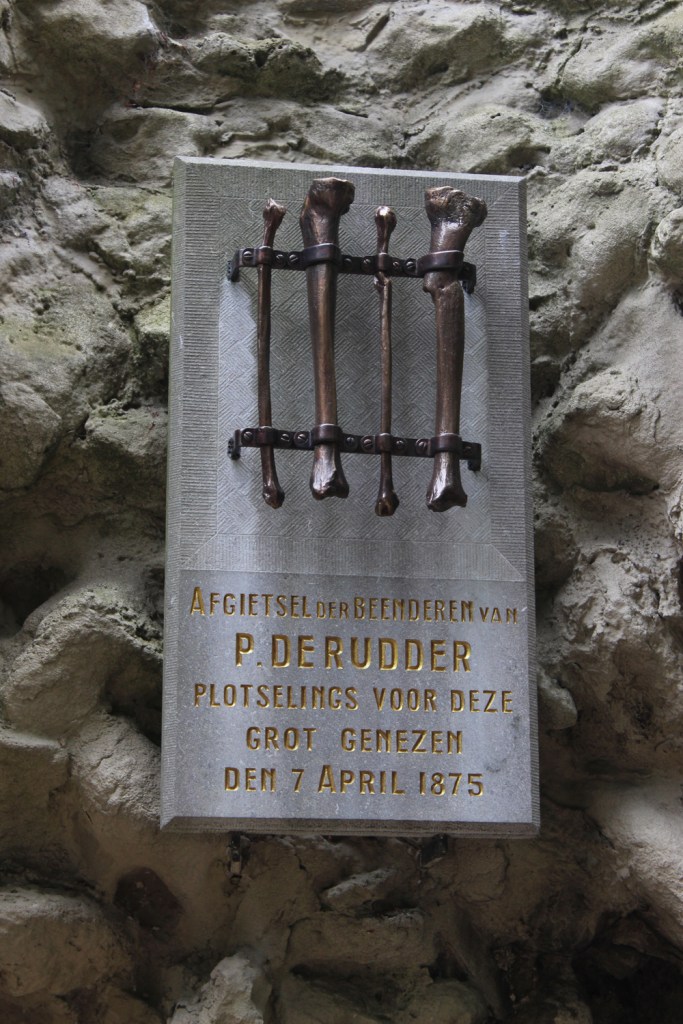 AFGIETSEL DER BEENDEREN VAN
P. DERUDDER
PLOTSELINGS VOOR DEZE
GROT GENEZEN
DEN 7 APRIL 1875